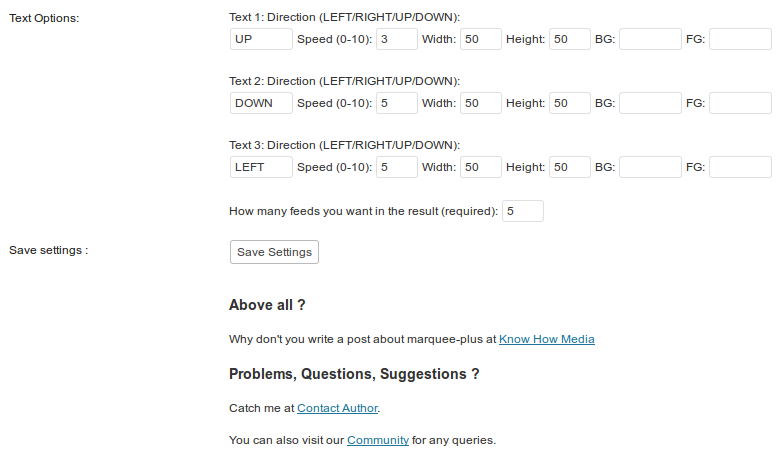 Text Options:
Text 1: Direction (LEFT/RIGHT/UP/DOWN):
UP Speed (0-10): 3 Width: 50 Height: 50 BG: FG:
Text 2: Direction (LEFT/RIGHT/UP/DOWN):
DOWN Speed (0-10): 5 Width: 50 Height: 50 BG: FG:
Text 3: Direction (LEFT/RIGHT/UP/DOWN):
LEFT Speed (0-10): 5 Width: 50 Height: 50 BG: FG:
How many feeds you want in the result (required): 5
Save settings : Save Settings
Above all ?
Why don't you write a post about marquee-plus at Know How Media
Problems, Questions, Suggestions ?
Catch me at Contact Author.
You can also visit our Community for any queries.